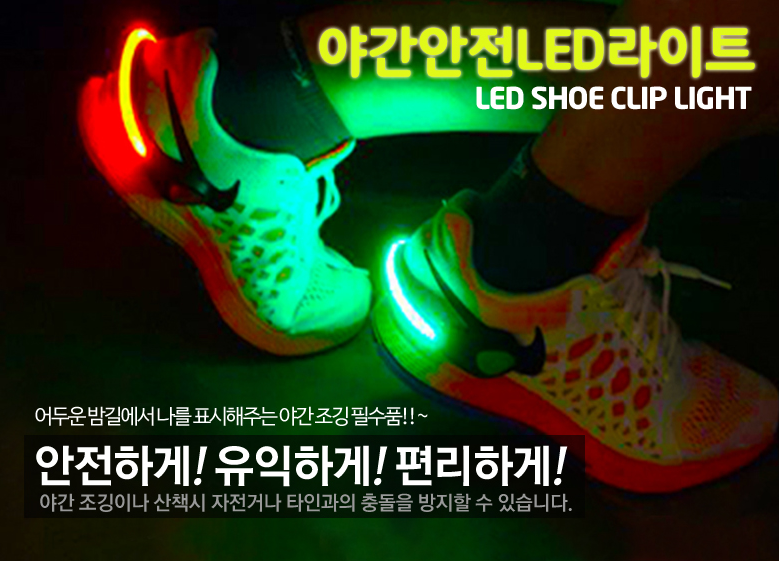 야간안전LED라이트
LED SHOE CLIP LIGHT
어두운 밤길에서 나를 표시해주는 야간 조깅 필수품!! ~
안전하게! 유익하게! 편리하게!
야간 조깅이나 산책시 자전거나 타인과의 충돌을 방지할 수 있습니다.